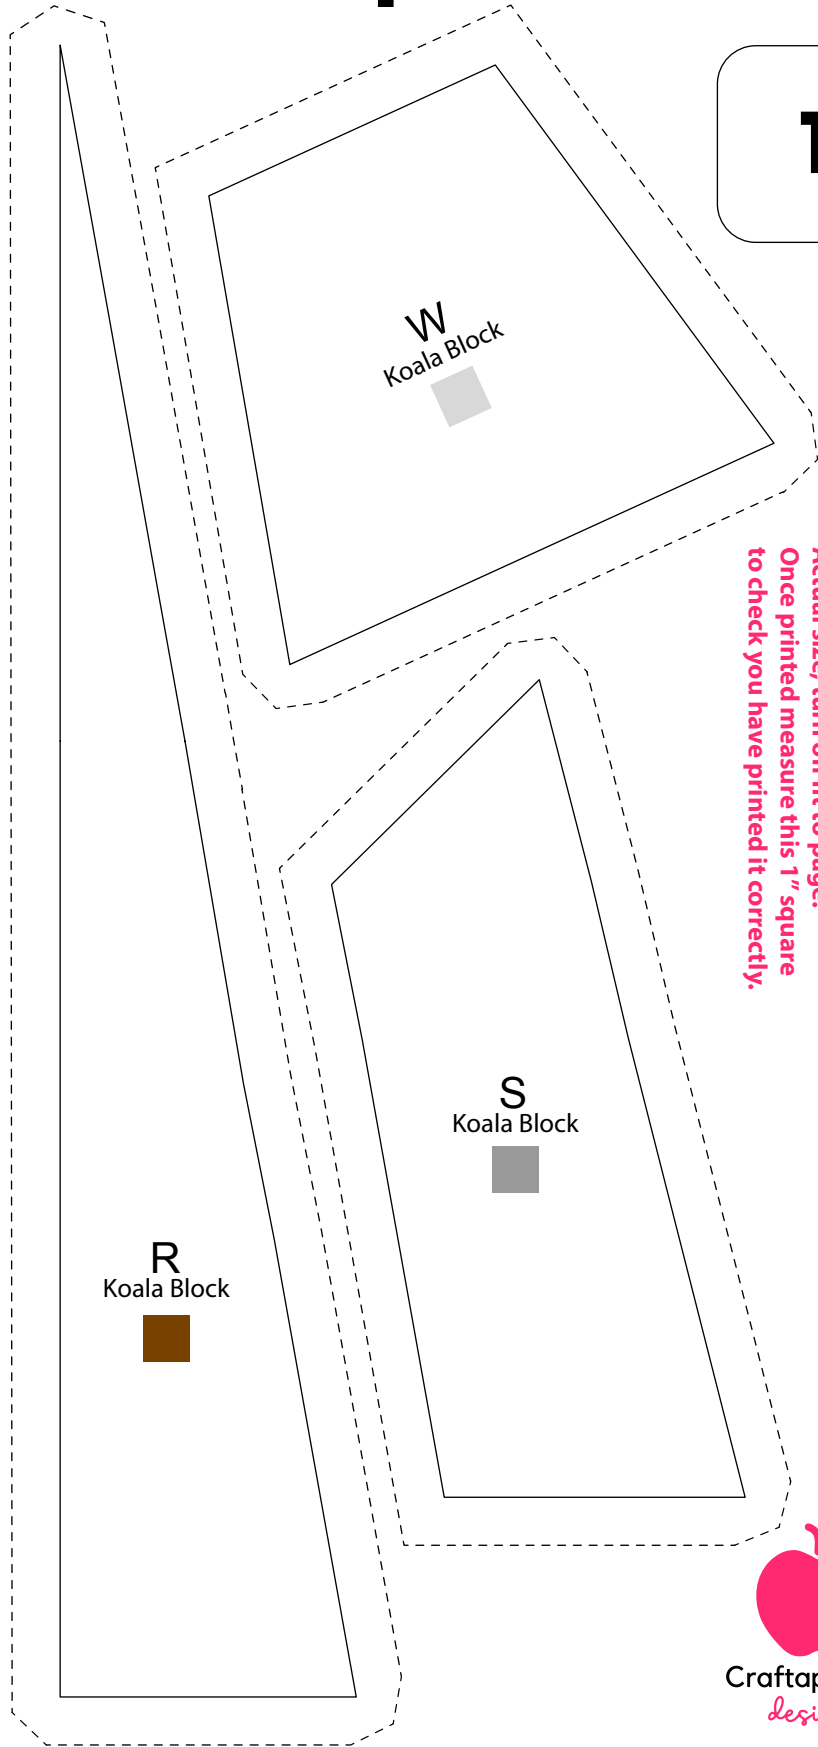 W
Koala Block
Once printed measure this 1" square
to check you have printed it correctly.
S
Koala Block
R
Koala Block